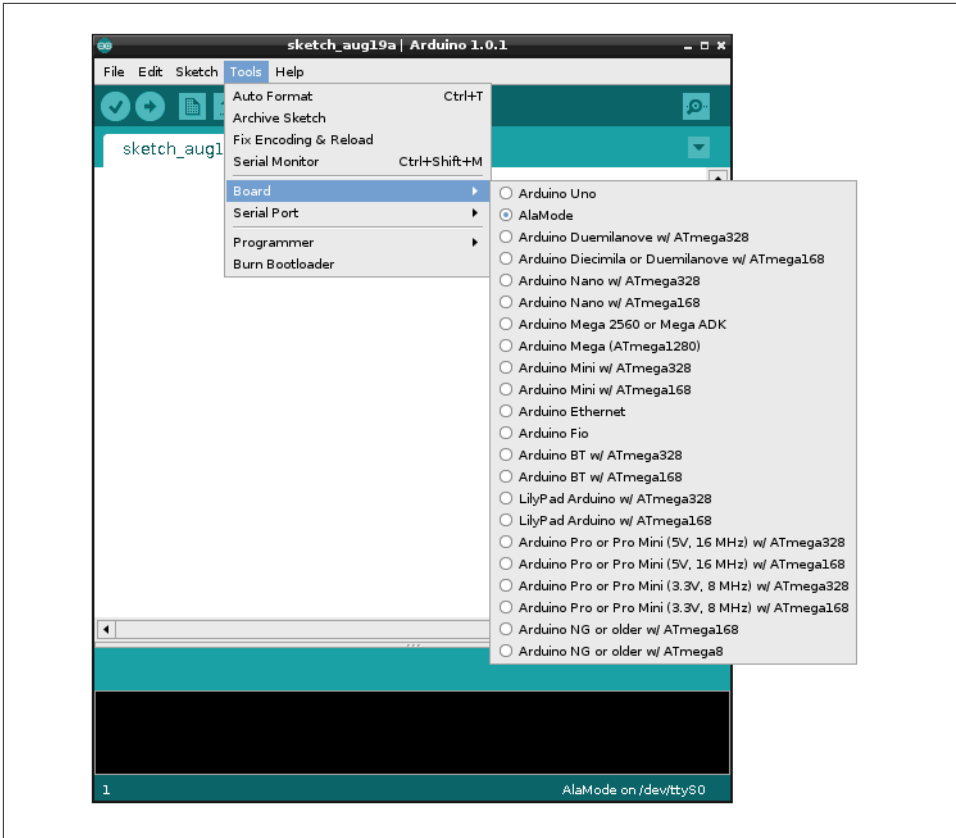 sketch_aug19a | Arduino 1.0.1
File Edit Sketch Tools Help
sketch_aug1
Auto Format Ctrl+T
Archive Sketch
Fix Encoding & Reload
Serial Monitor Ctrl+Shift+M
Board
Serial Port
Programmer
Burn Bootloader
Arduino Uno
AlaMode
Arduino Duemilanove w/ ATmega328
Arduino Diecimila or Duemilanove w/ ATmega168
Arduino Nano w/ ATmega328
Arduino Nano w/ ATmega168
Arduino Mega 2560 or Mega ADK
Arduino Mega (ATmega1280)
Arduino Mini w/ ATmega328
Arduino Mini w/ ATmega168
Arduino Ethernet
Arduino Fio
Arduino BT w/ ATmega328
Arduino BT w/ ATmega168
LilyPad Arduino w/ ATmega328
LilyPad Arduino w/ ATmega168
Arduino Pro or Pro Mini (5V, 16 MHz) w/ ATmega328
Arduino Pro or Pro Mini (5V, 16 MHz) w/ ATmega168
Arduino Pro or Pro Mini (3.3V, 8 MHz) w/ ATmega328
Arduino Pro or Pro Mini (3.3V, 8 MHz) w/ ATmega168
Arduino NG or older w/ ATmega168
Arduino NG or older w/ ATmega8
1 AlaMode on /dev/ttyS0